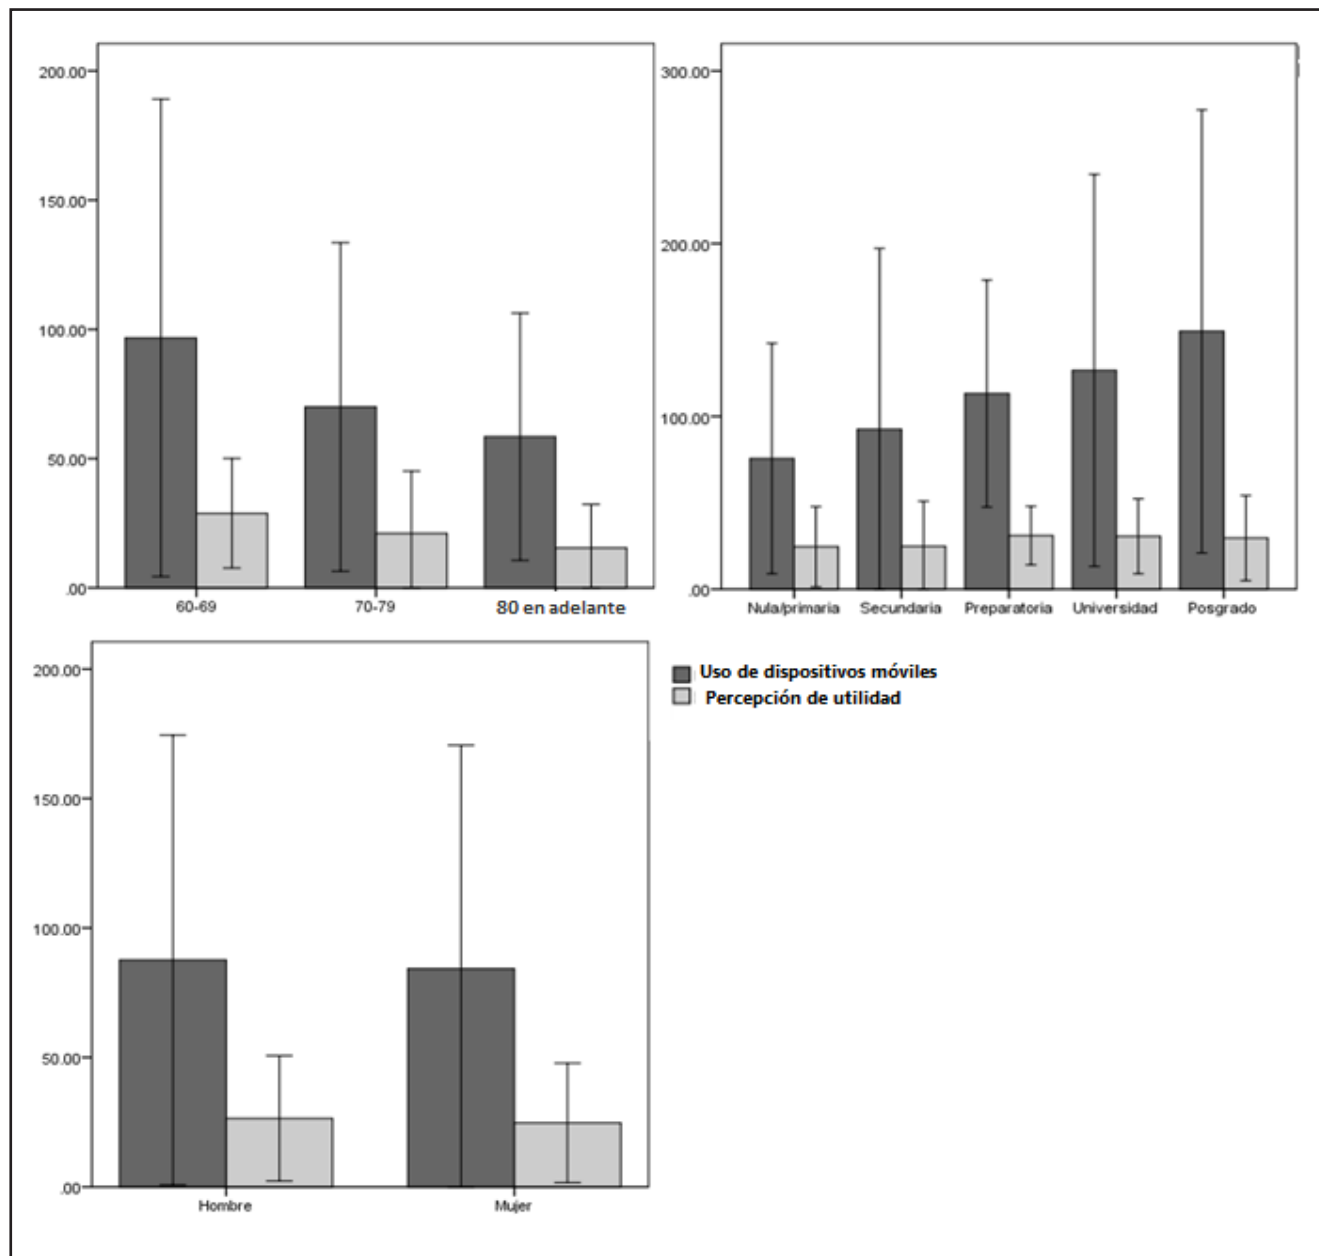 200.00
150.00
100.00
50.00
.00
60-69 70-79 80 en adelante
300.00
200.00
100.00
.00
Nula/primaria Secundaria Preparatoria Universidad Posgrado
200.00
150.00
100.00
50.00
.00
Hombre Mujer
Uso de dispositivos móviles
Percepción de utilidad